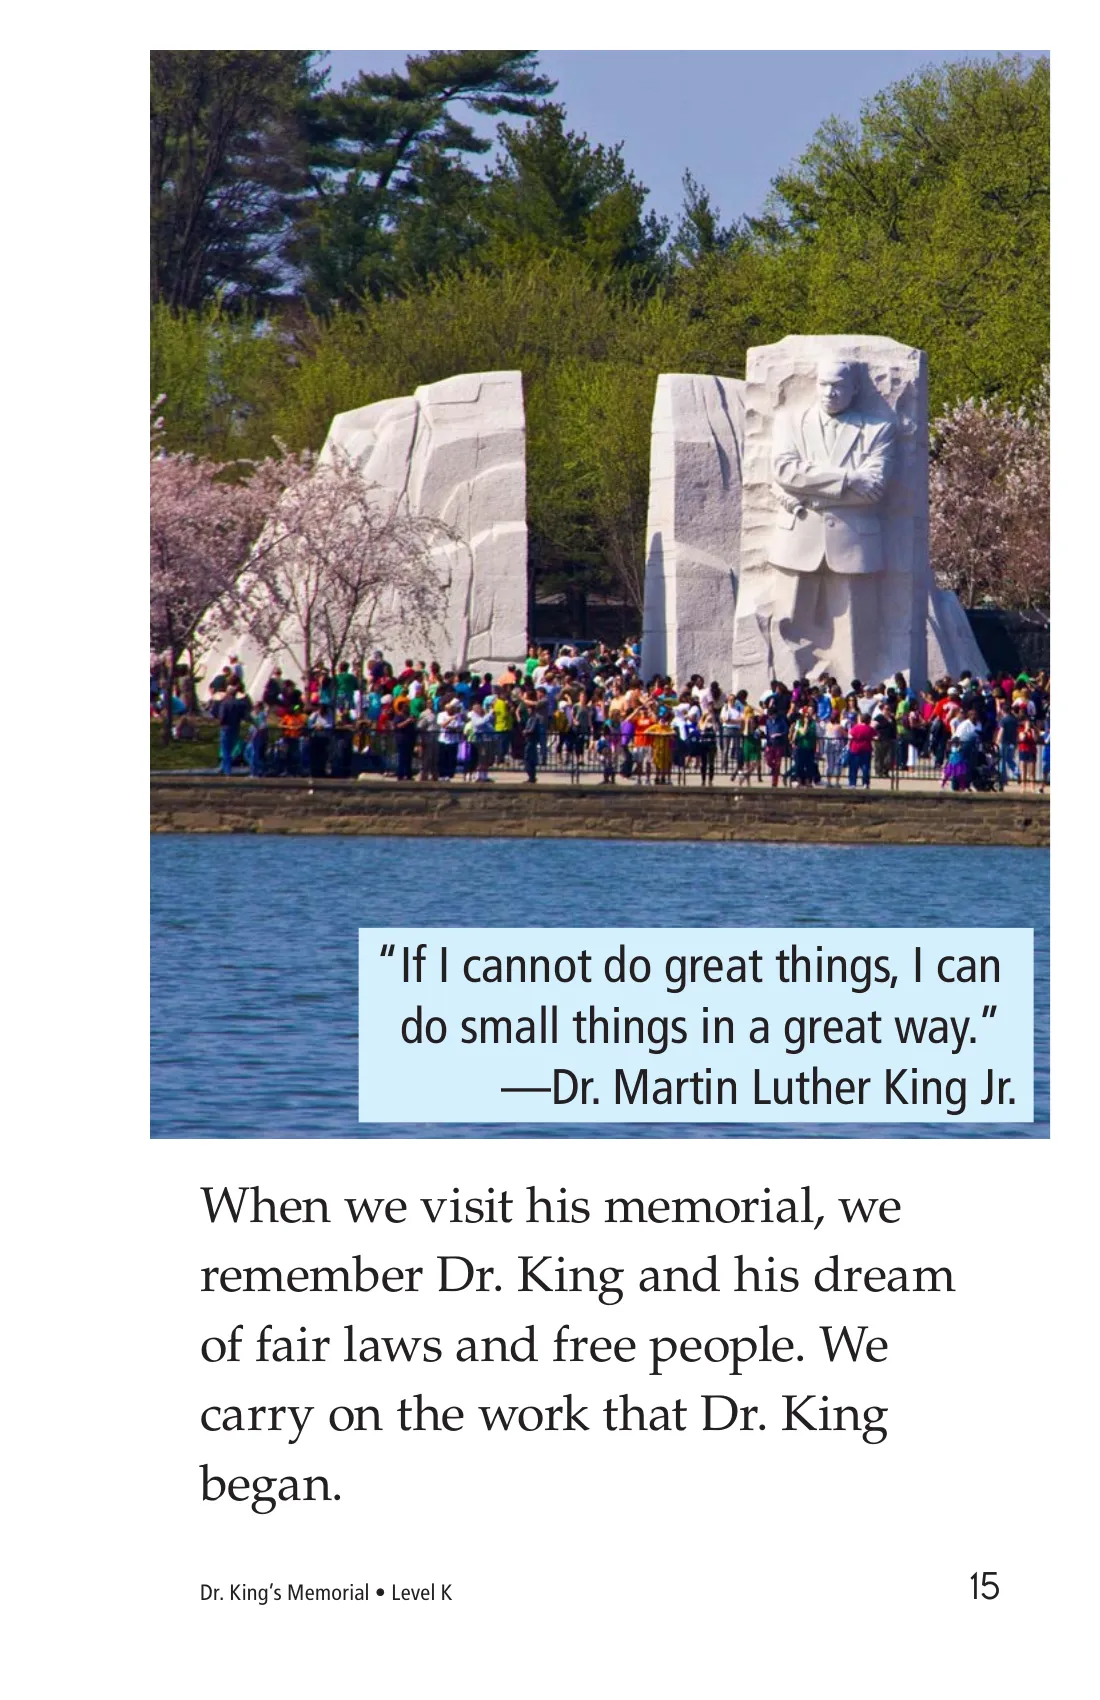 “If I cannot do great things, I can
do small things in a great way.”
—Dr. Martin Luther King Jr.
When we visit his memorial, we
remember Dr. King and his dream
of fair laws and free people. We
carry on the work that Dr. King
began.
Dr. King’s Memorial • Level K
15